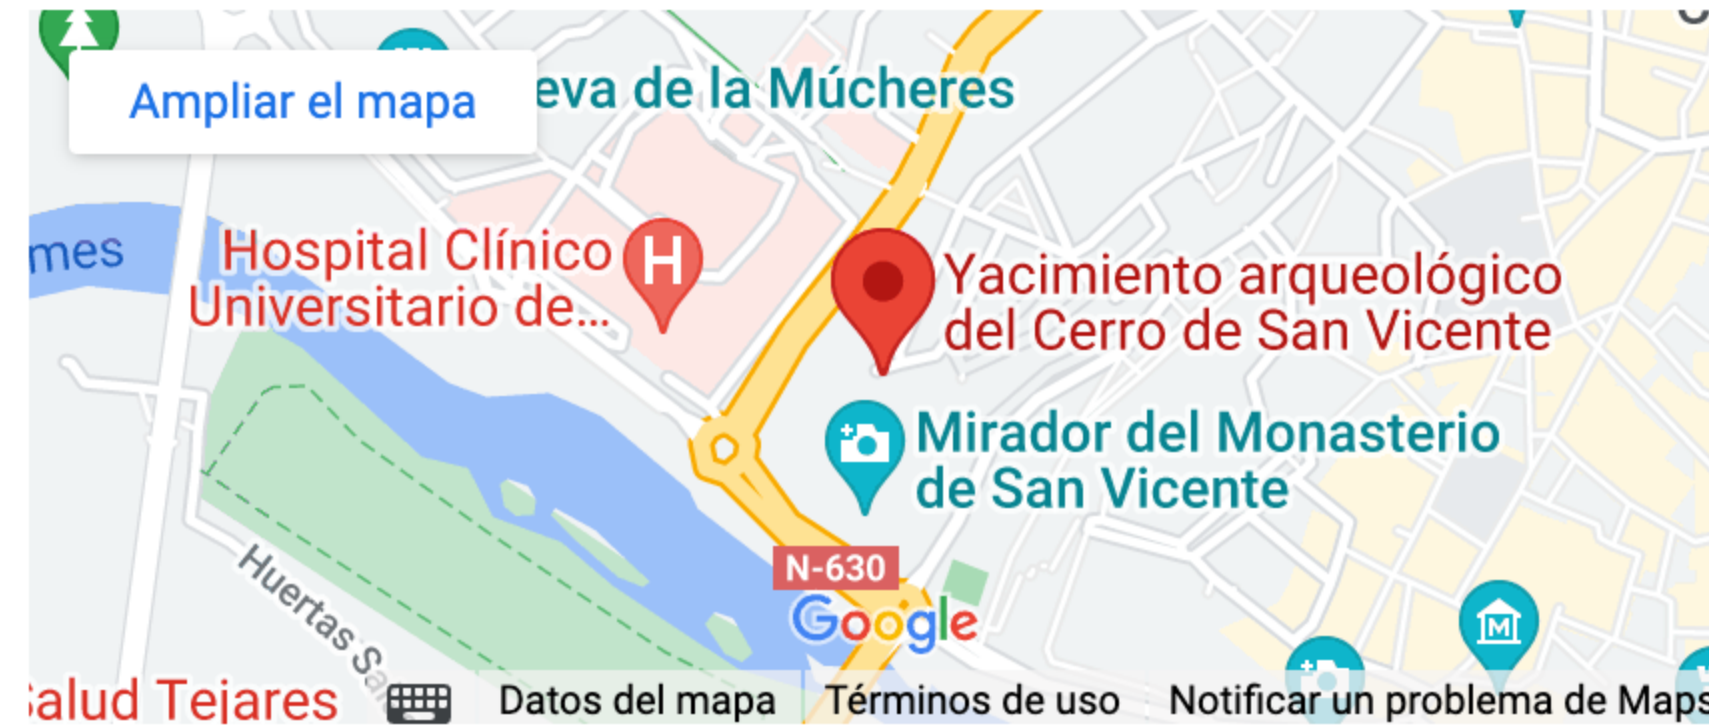 Ampliar el mapa
eva de la Múcheres
mes
Hospital Clínico
Universitario de...
H
Yacimiento arqueológico
del Cerro de San Vicente
Mirador del Monasterio
de San Vicente
N-630
Google
Huertas Sa
M
alud Tejares
Datos del mapa
Términos de uso
Notificar un problema de Maps